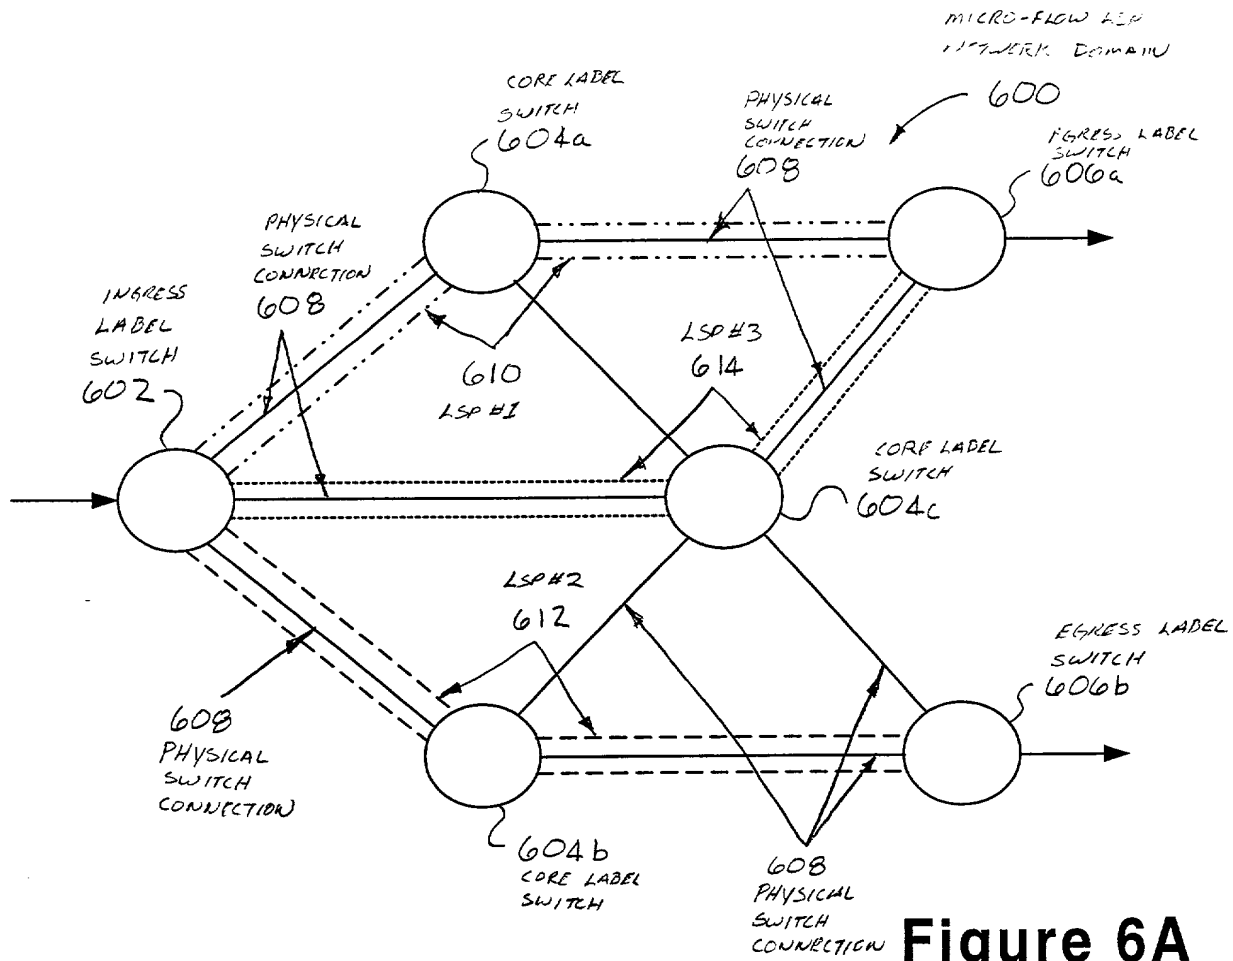 MICRO-FLOW LSP
NETWORK DOMAIN
600
CORE LABEL
SWITCH
604a
PHYSICAL
SWITCH
CONNECTION
608
EGRESS LABEL
SWITCH
606a
PHYSICAL
SWITCH
CONNECTION
608
INGRESS
LABEL
SWITCH
602
610
LSP #1
LSP #3
614
CORE LABEL
SWITCH
604c
LSP #2
612
EGRESS LABEL
SWITCH
606b
608
PHYSICAL
SWITCH
CONNECTION
604b
CORE LABEL
SWITCH
608
PHYSICAL
SWITCH
CONNECTION
Figure 6A